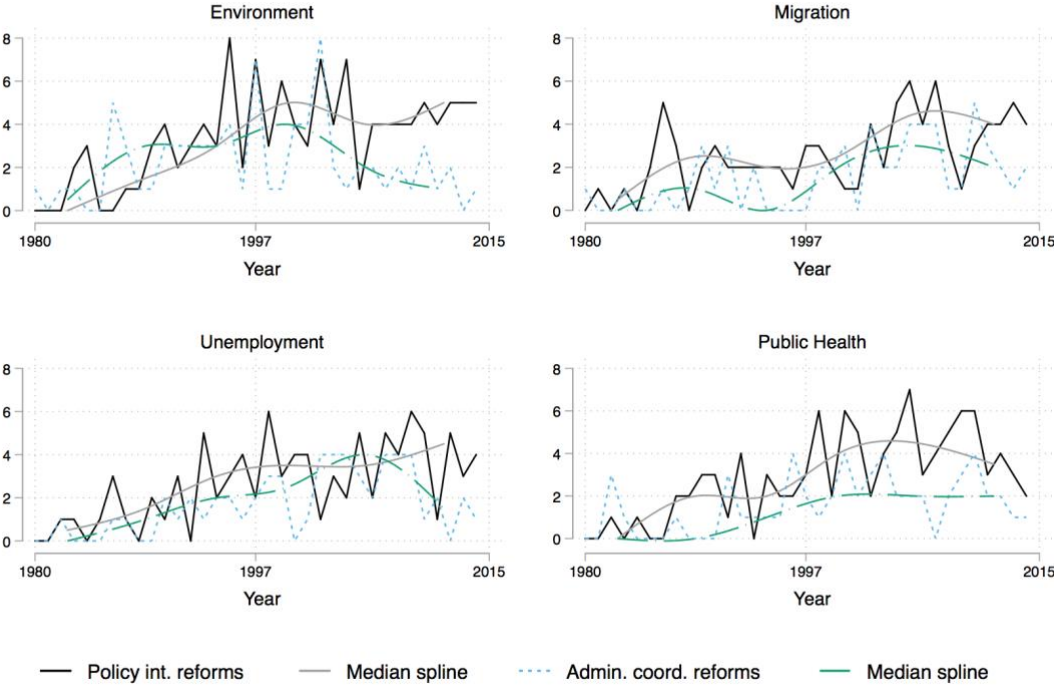 Environment
8
6
4
2
0
1980 1997 2015
Year
Migration
8
6
4
2
0
1980 1997 2015
Year
Unemployment
8
6
4
2
0
1980 1997 2015
Year
Public Health
8
6
4
2
0
1980 1997 2015
Year
Policy int. reforms Median spline Admin. coord. reforms Median spline